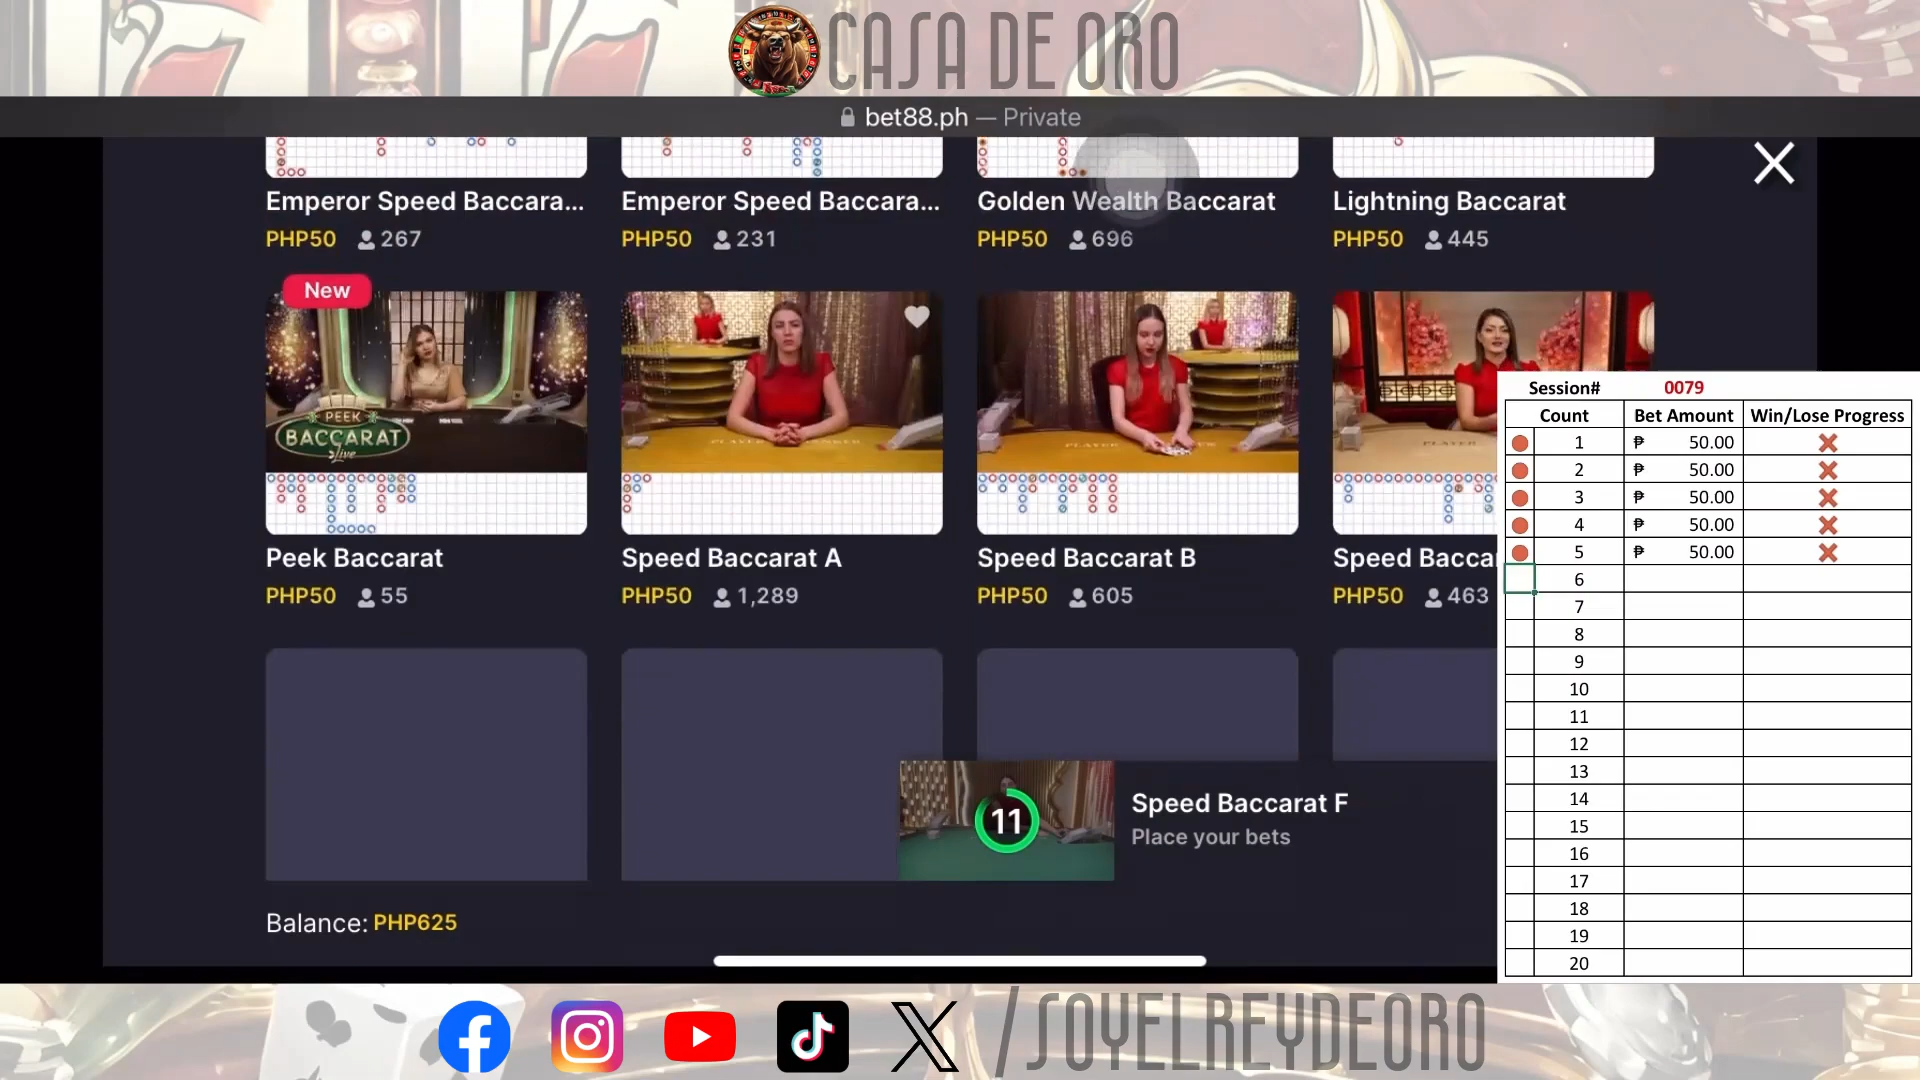 CASA DE ORO
bet88.ph — Private
Emperor Speed Baccara...
PHP50 267
Emperor Speed Baccara...
PHP50 231
Golden Wealth Baccarat
PHP50 696
Lightning Baccarat
PHP50 445
New
PEEK
BACCARAT
Live
Peek Baccarat
PHP50 55
Speed Baccarat A
PHP50 1,289
Speed Baccarat B
PHP50 605
Speed Bacca
PHP50 463
11
Speed Baccarat F
Place your bets
Balance: PHP625
Session# 0079
Count Bet Amount Win/Lose Progress
1 ₱ 50.00
2 ₱ 50.00
3 ₱ 50.00
4 ₱ 50.00
5 ₱ 50.00
6
7
8
9
10
11
12
13
14
15
16
17
18
19
20
/SOYELREYDEORO